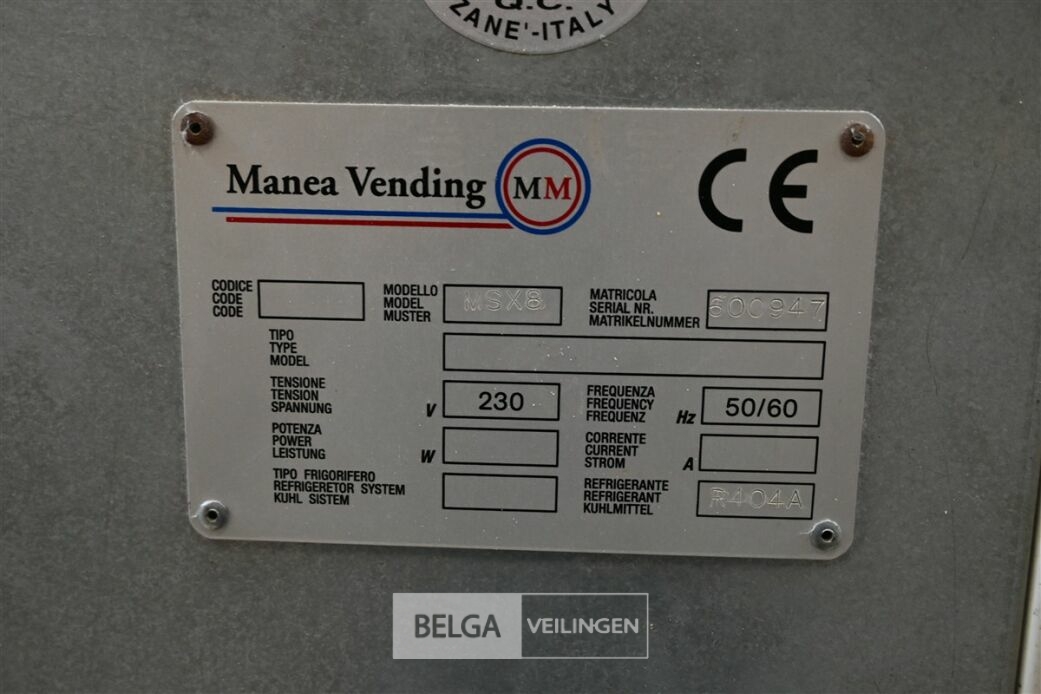 Q.C.
ZANE'-ITALY
Manea Vending MM CE
CODICE
CODE
CODE
MODELLO
MODEL
MUSTER
MSX8
MATRICOLA
SERIAL NR.
MATRIKELNUMMER
600947
TIPO
TYPE
MODEL
TENSIONE
TENSION
SPANNUNG
V 230
FREQUENZA
FREQUENCY
FREQUENZ
Hz 50/60
POTENZA
POWER
LEISTUNG
W
CORRENTE
CURRENT
STROM
A
TIPO FRIGORIFERO
REFRIGERETOR SYSTEM
KUHL SISTEM
REFRIGERANTE
REFRIGERANT
KUHLMITTEL
R404A
BELGA VEILINGEN